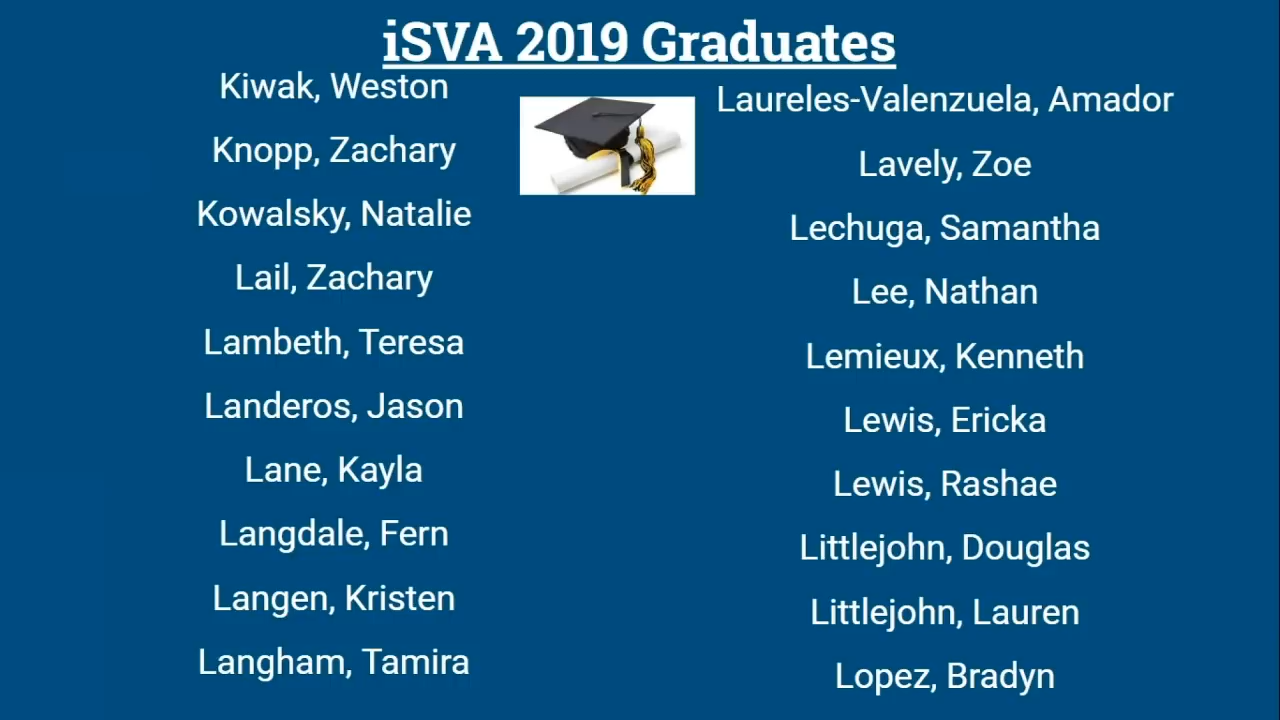 iSVA 2019 Graduates
Kiwak, Weston
Knopp, Zachary
Kowalsky, Natalie
Lail, Zachary
Lambeth, Teresa
Landeros, Jason
Lane, Kayla
Langdale, Fern
Langen, Kristen
Langham, Tamira
Laureles-Valenzuela, Amador
Lavely, Zoe
Lechuga, Samantha
Lee, Nathan
Lemieux, Kenneth
Lewis, Ericka
Lewis, Rashae
Littlejohn, Douglas
Littlejohn, Lauren
Lopez, Bradyn